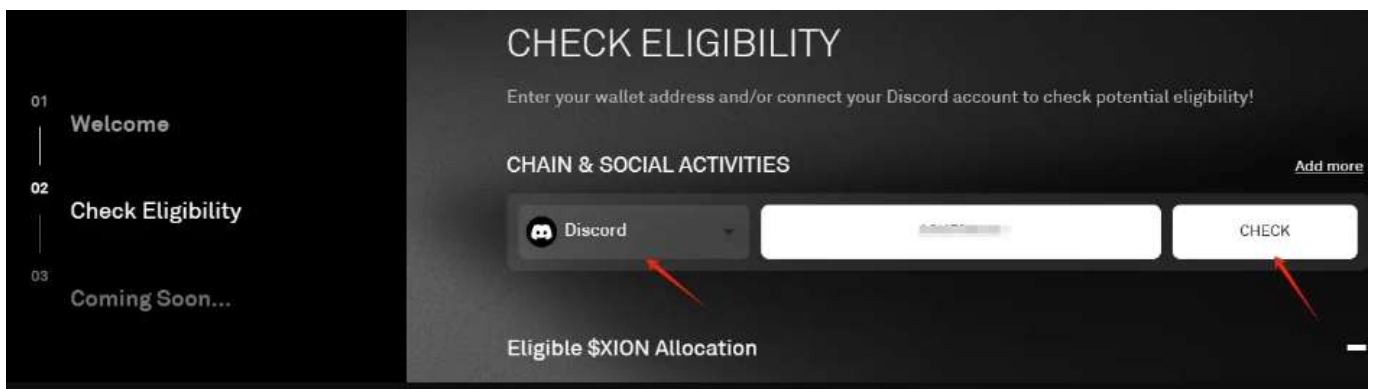 CHECK ELIGIBILITY
Enter your wallet address and/or connect your Discord account to check potential eligibility!
01
Welcome
CHAIN & SOCIAL ACTIVITIES
Add more
02
Check Eligibility
Discord
CHECK
03
Coming Soon...
Eligible $XION Allocation